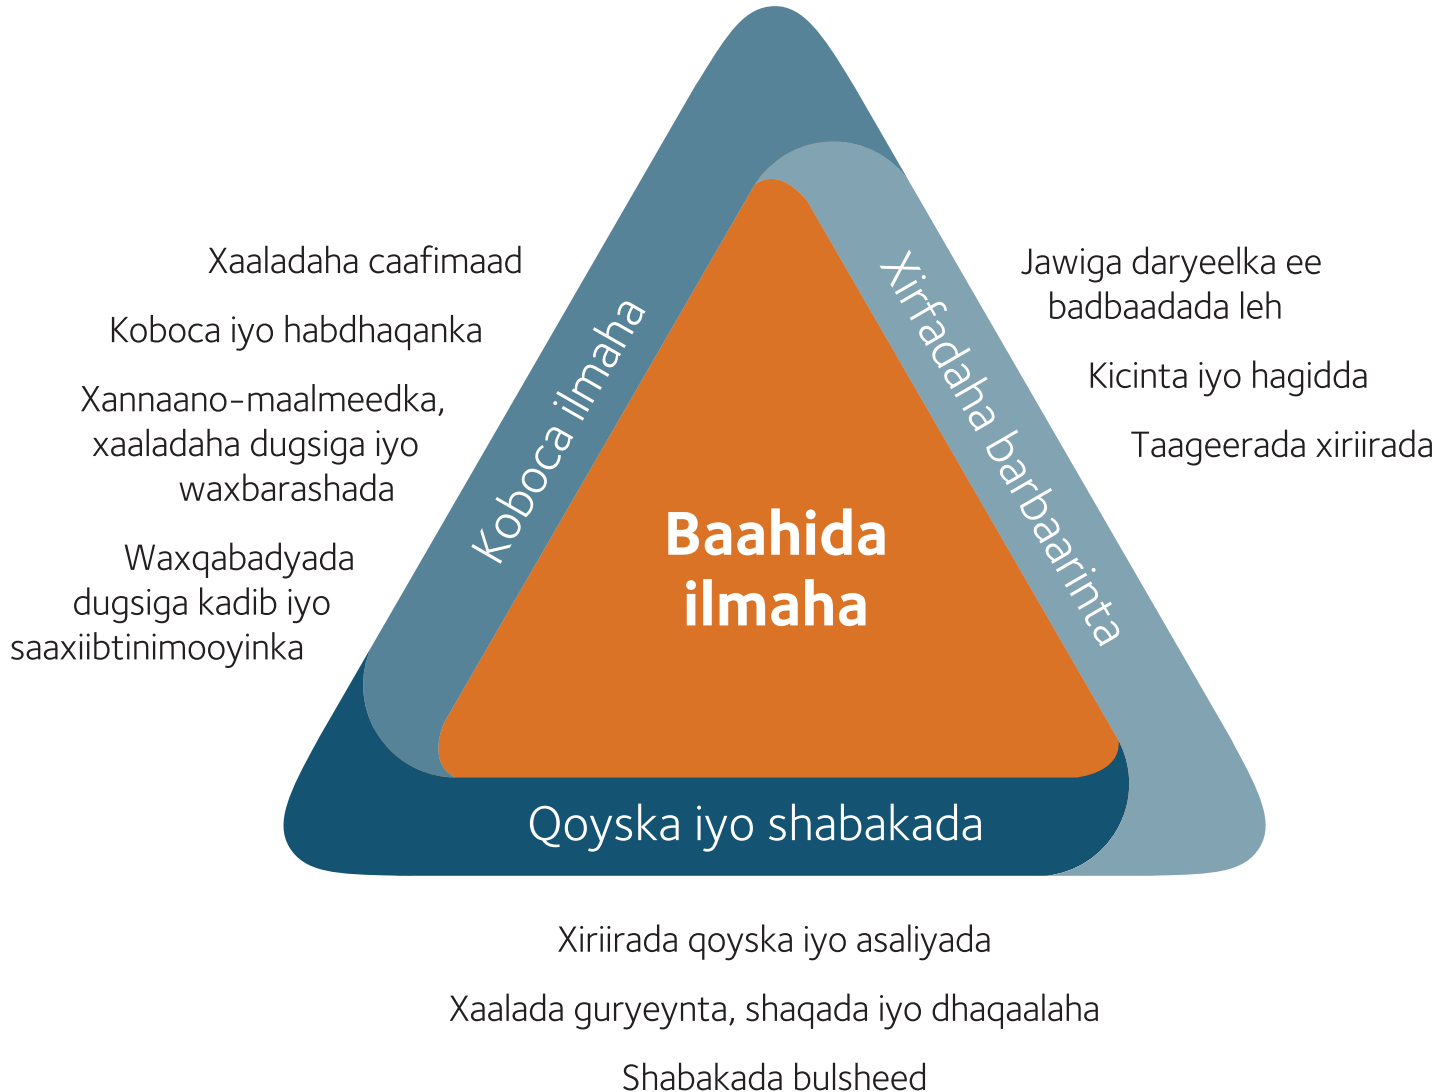 Xaaladaha caafimaad
Koboca iyo habdhaqanka
Xannaano-maalmeedka,
xaaladaha dugsiga iyo
waxbarashada
Waxqabadyada
dugsiga kadib iyo
saaxiibtinimooyinka
Koboca ilmaha
Baahida
ilmaha
Xirfadaha barbaarinta
Jawiga daryeelka ee
badbaadada leh
Kicinta iyo hagidda
Taageerada xiriirada
Qoyska iyo shabakada
Xiriirada qoyska iyo asaliyada
Xaalada guryeynta, shaqada iyo dhaqaalaha
Shabakada bulsheed